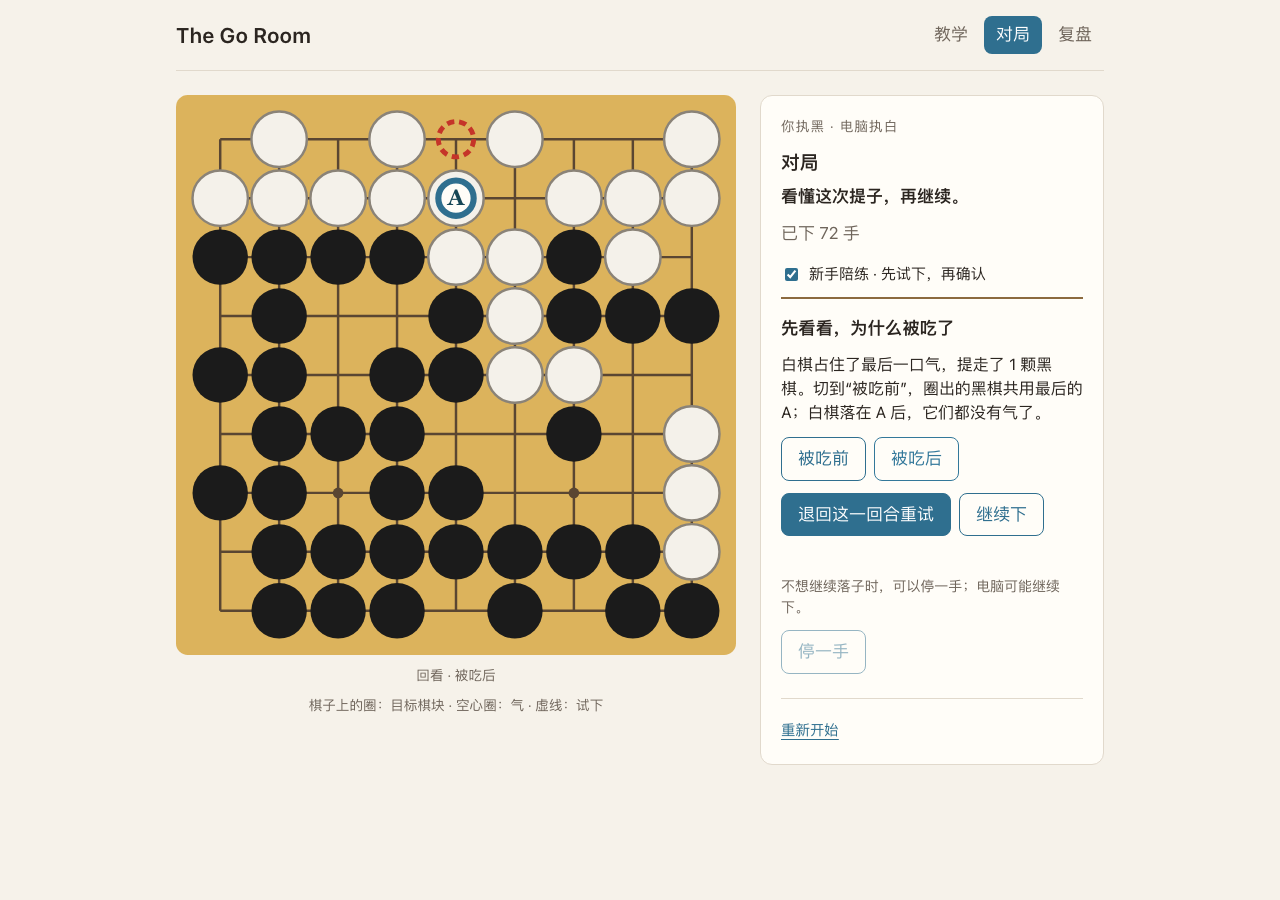 The Go Room
教学
对局
复盘
A
回看 · 被吃后
棋子上的圈：目标棋块 · 空心圈：气 · 虚线：试下
你执黑 · 电脑执白
对局
看懂这次提子，再继续。
已下 72 手
新手陪练 · 先试下，再确认
先看看，为什么被吃了
白棋占住了最后一口气，提走了 1 颗黑
棋。切到“被吃前”，圈出的黑棋共用最后的
A；白棋落在 A 后，它们都没有气了。
被吃前
被吃后
退回这一回合重试
继续下
不想继续落子时，可以停一手；电脑可能继续
下。
停一手
重新开始